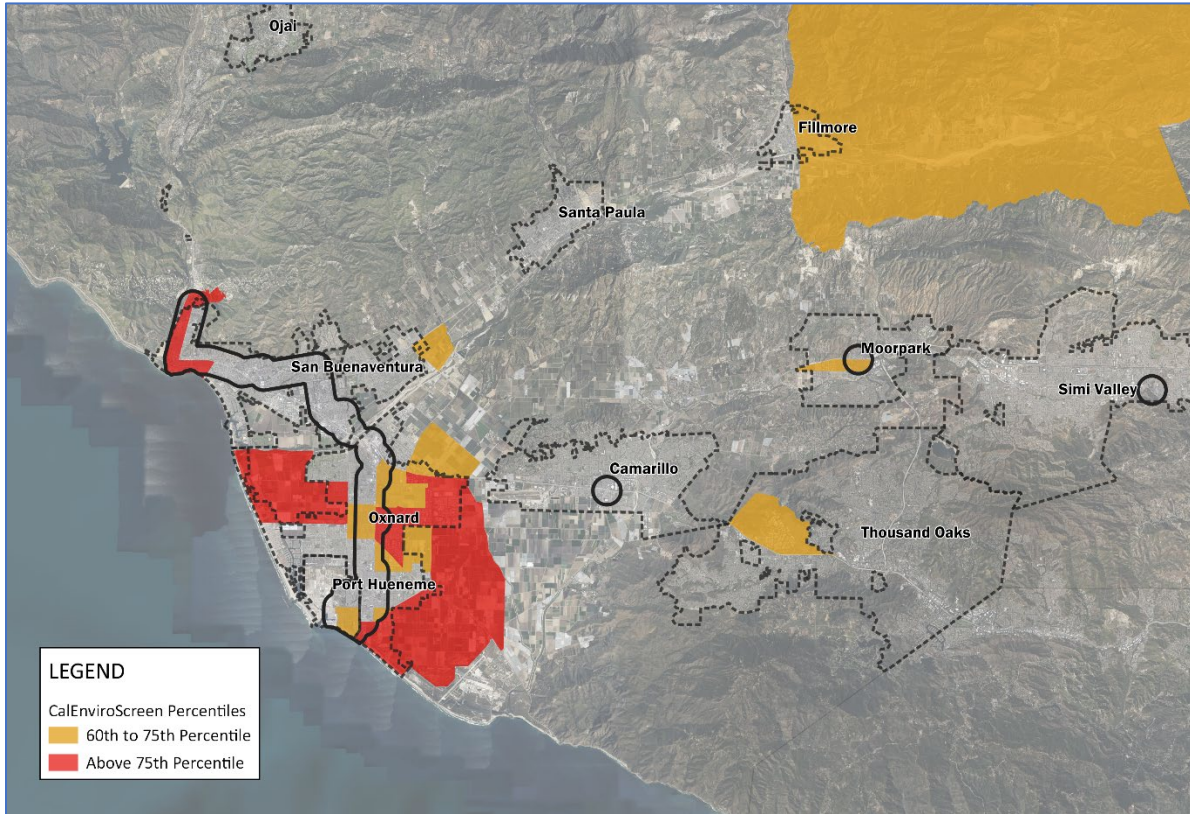 Ojai
Fillmore
Santa Paula
Moorpark
San Buenaventura
Simi Valley
Camarillo
Oxnard
Thousand Oaks
Port Hueneme
LEGEND
CalEnviroScreen Percentiles
60th to 75th Percentile
Above 75th Percentile